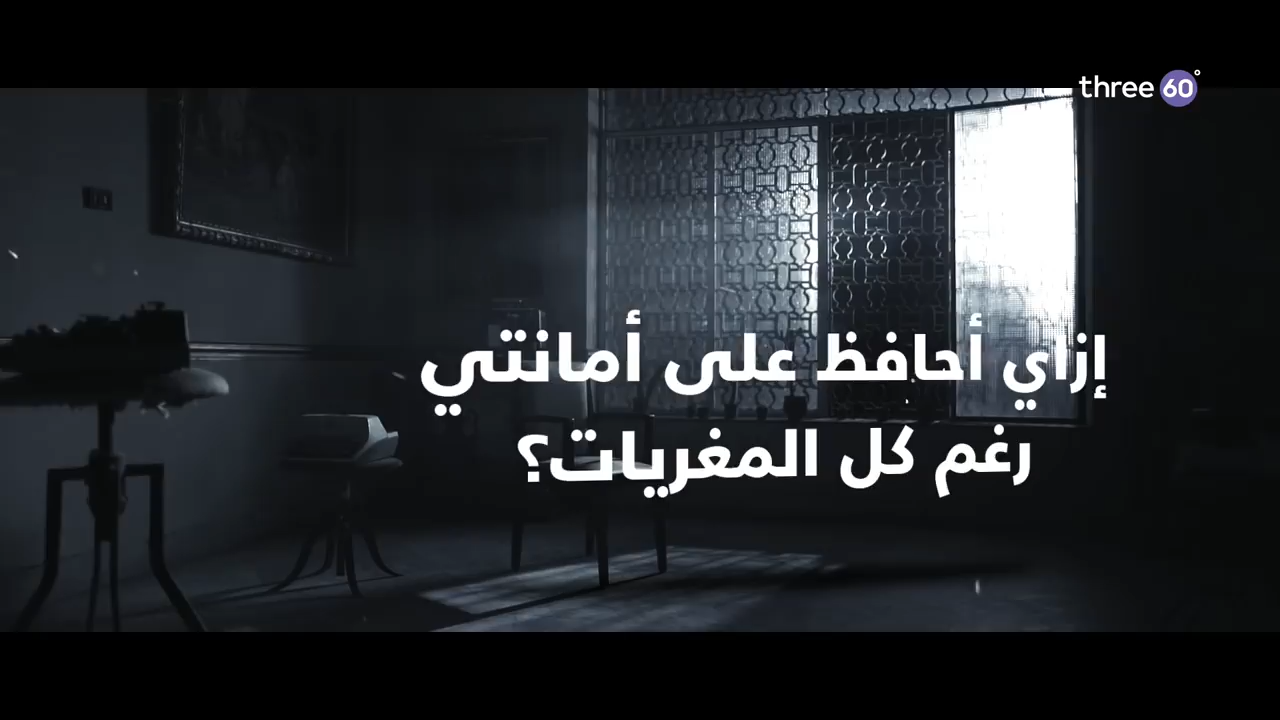 three 60°
إزاي أحافظ على أمانتي
رغم كل المغريات؟